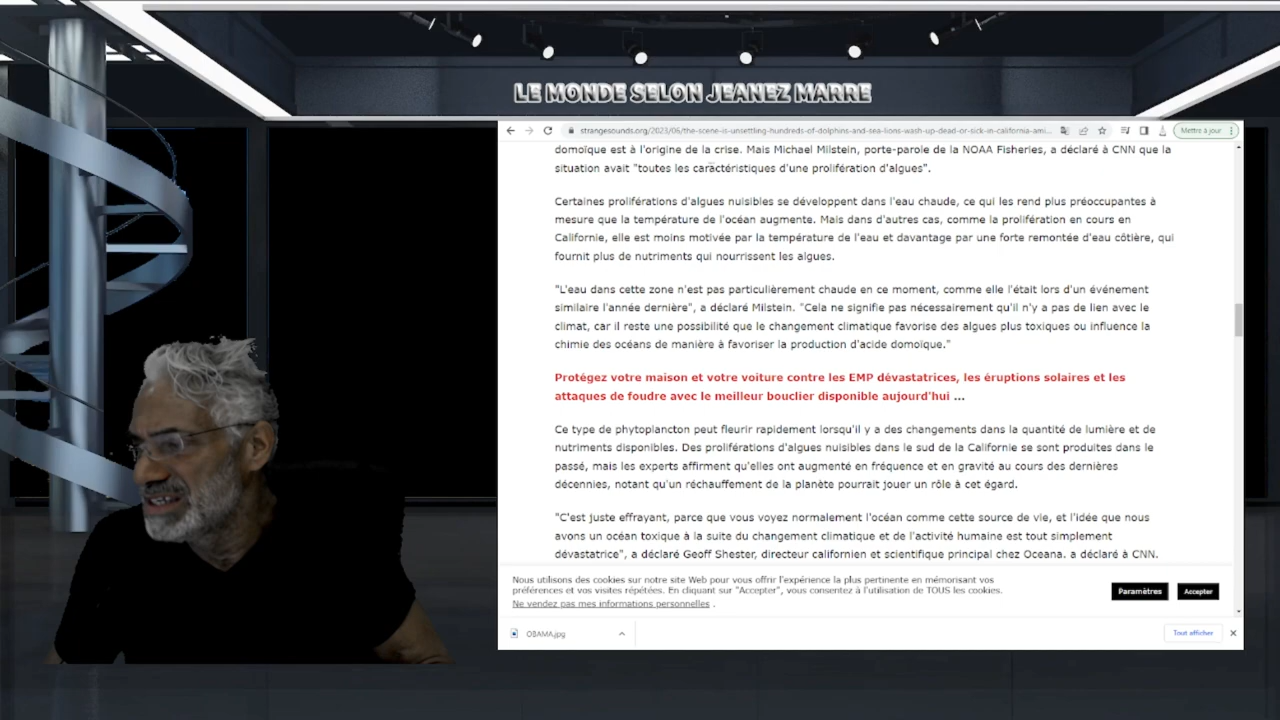 LE MONDE SELON JEANEZ MARRE
strangesounds.org/2023/06/the-scene-is-unsettling-hundreds-of-dolphins-and-sea-lions-wash-up-dead-or-sick-in-california-ami...
Mettre à jour
domoïque est à l'origine de la crise. Mais Michael Milstein, porte-parole de la NOAA Fisheries, a déclaré à CNN que la
situation avait "toutes les caractéristiques d'une prolifération d'algues".
Certaines proliférations d'algues nuisibles se développent dans l'eau chaude, ce qui les rend plus préoccupantes à
mesure que la température de l'océan augmente. Mais dans d'autres cas, comme la prolifération en cours en
Californie, elle est moins motivée par la température de l'eau et davantage par une forte remontée d'eau côtière, qui
fournit plus de nutriments qui nourrissent les algues.
"L'eau dans cette zone n'est pas particulièrement chaude en ce moment, comme elle l'était lors d'un événement
similaire l'année dernière", a déclaré Milstein. "Cela ne signifie pas nécessairement qu'il n'y a pas de lien avec le
climat, car il reste une possibilité que le changement climatique favorise des algues plus toxiques ou influence la
chimie des océans de manière à favoriser la production d'acide domoïque."
Protégez votre maison et votre voiture contre les EMP dévastatrices, les éruptions solaires et les
attaques de foudre avec le meilleur bouclier disponible aujourd'hui ...
Ce type de phytoplancton peut fleurir rapidement lorsqu'il y a des changements dans la quantité de lumière et de
nutriments disponibles. Des proliférations d'algues nuisibles dans le sud de la Californie se sont produites dans le
passé, mais les experts affirment qu'elles ont augmenté en fréquence et en gravité au cours des dernières
décennies, notant qu'un réchauffement de la planète pourrait jouer un rôle à cet égard.
"C'est juste effrayant, parce que vous voyez normalement l'océan comme cette source de vie, et l'idée que nous
avons un océan toxique à la suite du changement climatique et de l'activité humaine est tout simplement
dévastatrice", a déclaré Geoff Shester, directeur californien et scientifique principal chez Oceana. a déclaré à CNN.
Nous utilisons des cookies sur notre site Web pour vous offrir l'expérience la plus pertinente en mémorisant vos
préférences et vos visites répétées. En cliquant sur "Accepter", vous consentez à l'utilisation de TOUS les cookies.
Ne vendez pas mes informations personnelles .
Paramètres
Accepter
OBAMA.jpg
Tout afficher